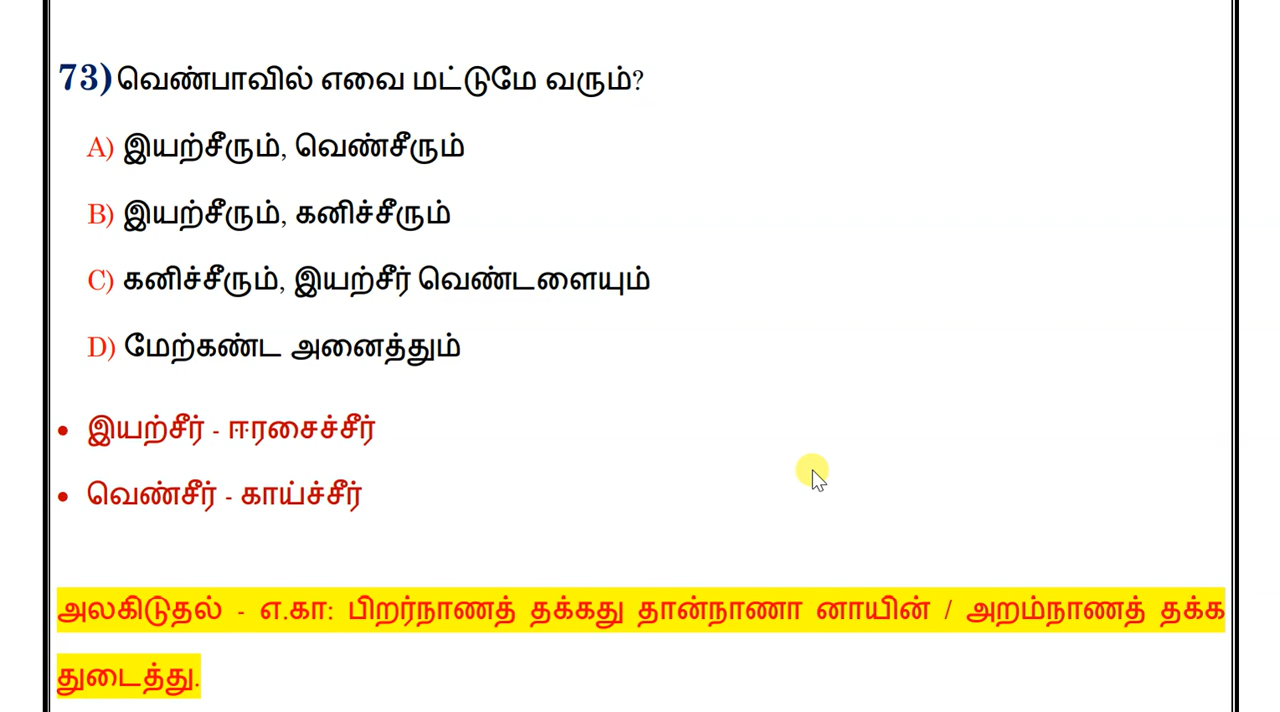 73) வெண்பாவில் எவை மட்டுமே வரும்?
A) இயற்சீரும், வெண்சீரும்
B) இயற்சீரும், கனிச்சீரும்
C) கனிச்சீரும், இயற்சீர் வெண்டளையும்
D) மேற்கண்ட அனைத்தும்
• இயற்சீர் - ஈரசைச்சீர்
• வெண்சீர் - காய்ச்சீர்
அலகிடுதல் - எ.கா: பிறர்நாணத் தக்கது தான்நாணா னாயின் / அறம்நாணத் தக்க
துடைத்து.